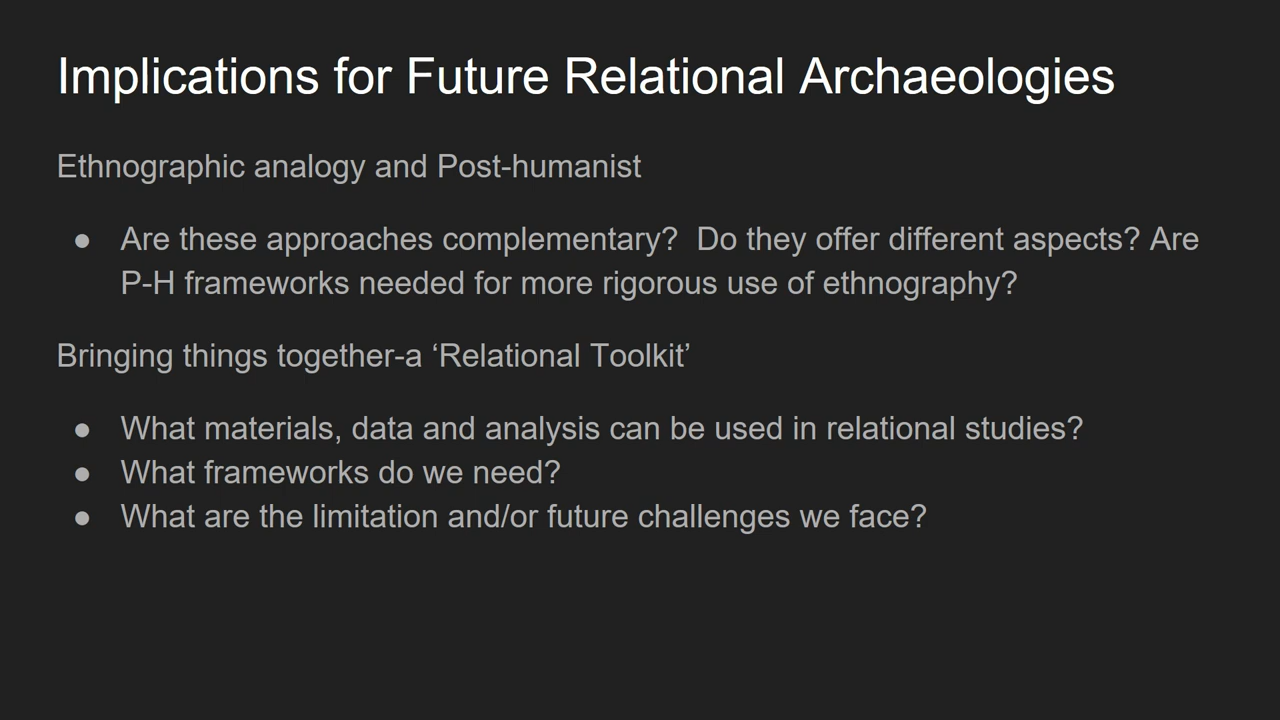 Implications for Future Relational Archaeologies
Ethnographic analogy and Post-humanist
● Are these approaches complementary?  Do they offer different aspects? Are
P-H frameworks needed for more rigorous use of ethnography?
Bringing things together-a ‘Relational Toolkit’
● What materials, data and analysis can be used in relational studies?
● What frameworks do we need?
● What are the limitation and/or future challenges we face?